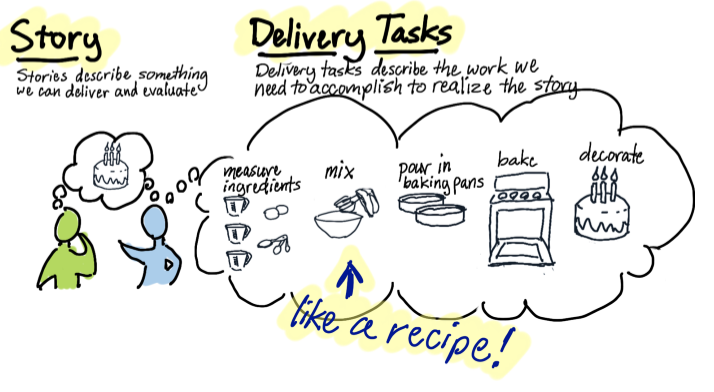 Story
Stories describe something
we can deliver and evaluate
Delivery Tasks
Delivery tasks describe the work we
need to accomplish to realize the story
measure
ingredients
mix
pour in
baking pans
bake
decorate
like a recipe!